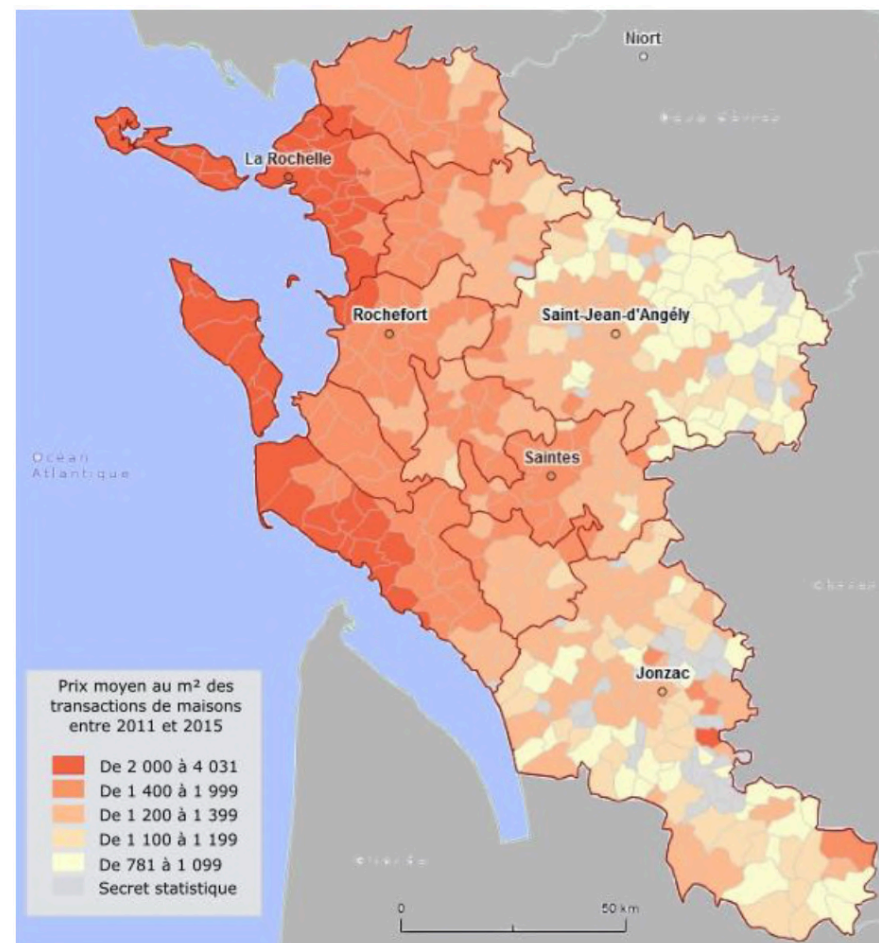 Niort
La Rochelle
Rochefort
Saint-Jean-d'Angély
Saintes
Océan
Atlantique
Jonzac
Prix moyen au m² des
transactions de maisons
entre 2011 et 2015
De 2 000 à 4 031
De 1 400 à 1 999
De 1 200 à 1 399
De 1 100 à 1 199
De 781 à 1 099
Secret statistique
0
50 km